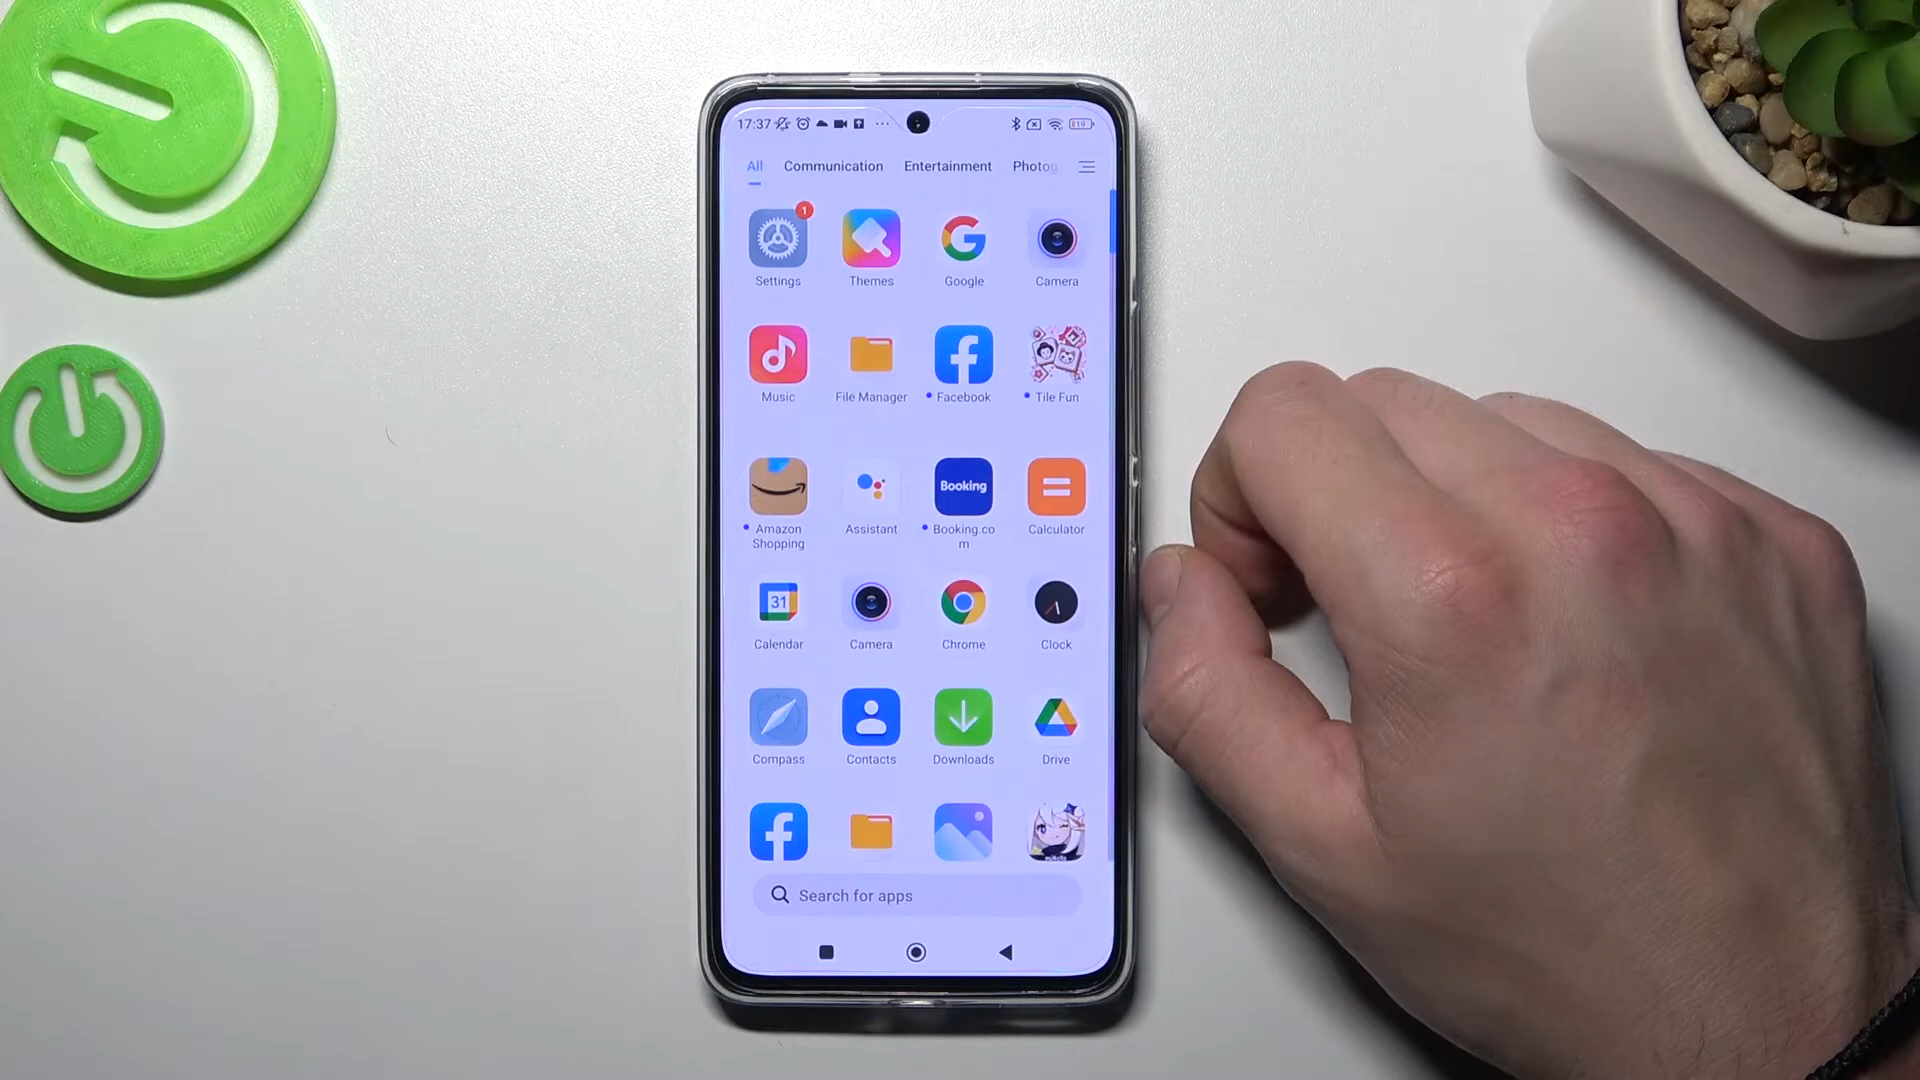 17:37
All Communication Entertainment Photog
1
Settings Themes Google Camera
Music File Manager Facebook Tile Fun
Booking
Amazon Shopping Assistant Booking.com Calculator
31
Calendar Camera Chrome Clock
Compass Contacts Downloads Drive
Search for apps